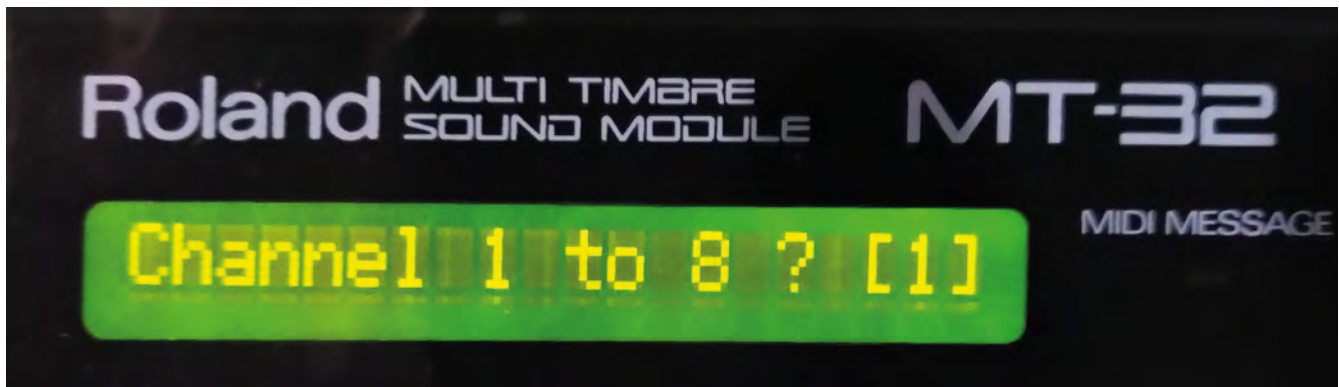 Roland
MULTI TIMBRE
SOUND MODULE
MT-32
Channel 1 to 8 ? [1]
MIDI MESSAGE